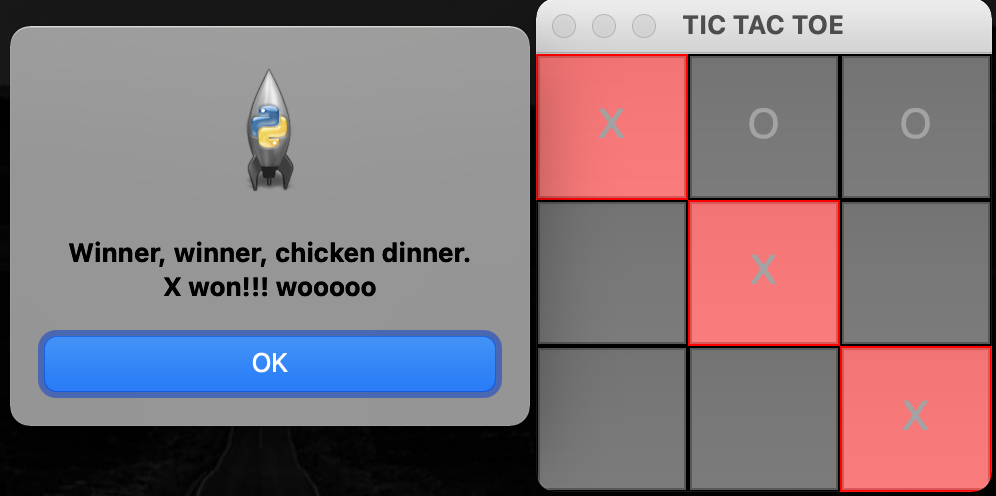 Winner, winner, chicken dinner.
X won!!! wooooo
OK
TIC TAC TOE
X O O
X
X